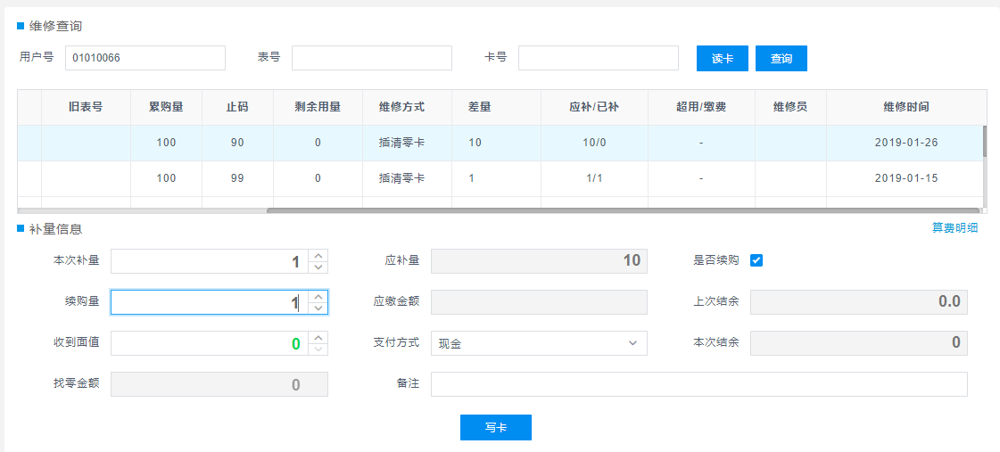 维修查询
用户号 01010066 表号 卡号 读卡 查询
旧表号 累购量 止码 剩余用量 维修方式 差量 应补/已补 超用/缴费 维修员 维修时间
100 90 0 插清零卡 10 10/0 - 2019-01-26
100 99 0 插清零卡 1 1/1 - 2019-01-15
补量信息 算费明细
本次补量 1 应补量 10 是否续购
续购量 1 应缴金额 上次结余 0.0
收到面值 0 支付方式 现金 本次结余 0
找零金额 0 备注
写卡